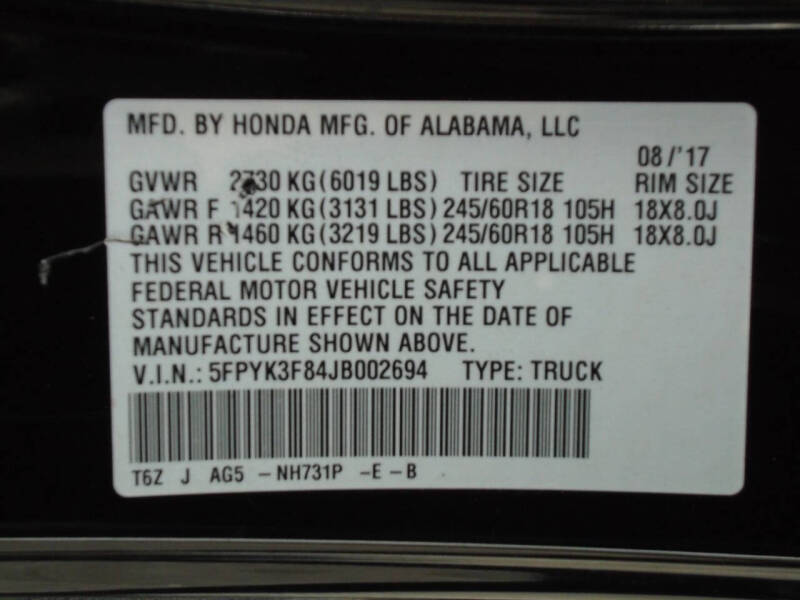 MFD. BY HONDA MFG. OF ALABAMA, LLC
08/'17
GVWR 2730 KG(6019 LBS) TIRE SIZE RIM SIZE
GAWR F 1420 KG(3131 LBS) 245/60R18 105H 18X8.0J
GAWR R 1460 KG(3219 LBS) 245/60R18 105H 18X8.0J
THIS VEHICLE CONFORMS TO ALL APPLICABLE
FEDERAL MOTOR VEHICLE SAFETY
STANDARDS IN EFFECT ON THE DATE OF
MANUFACTURE SHOWN ABOVE.
V.I.N.: 5FPYK3F84JB002694 TYPE: TRUCK
T6Z J AG5 -NH731P -E -B